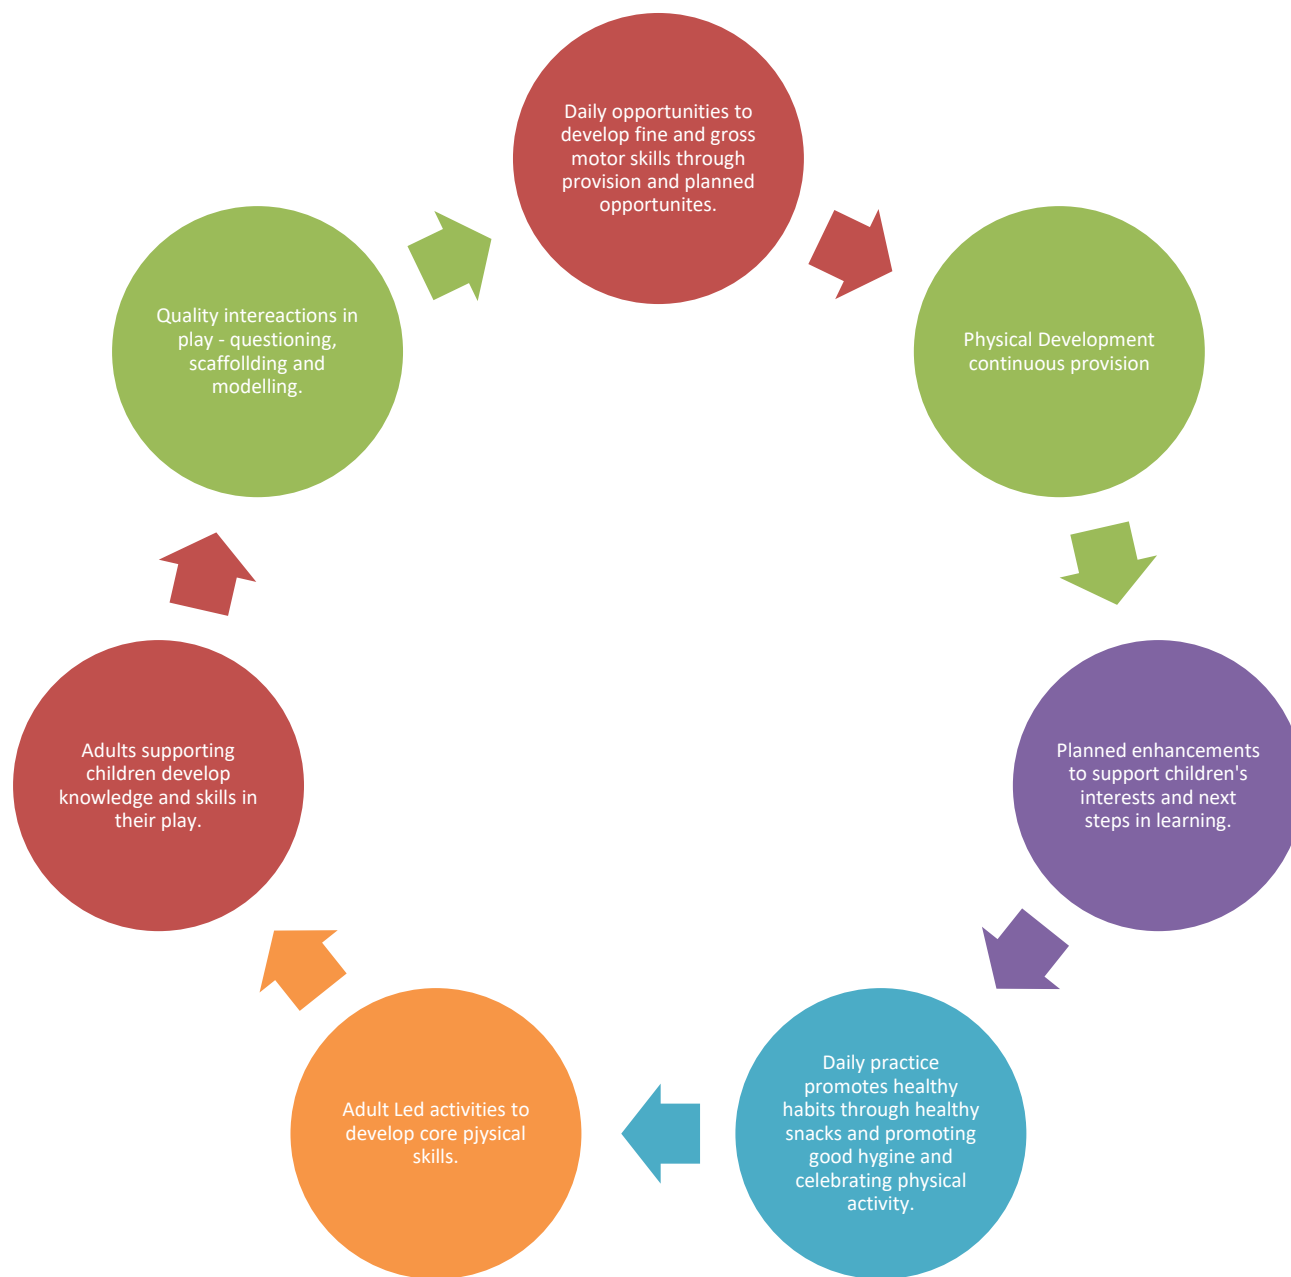 Daily opportunities to
develop fine and gross
motor skills through
provision and planned
opportunites.
Physical Development
continuous provision
Planned enhancements
to support children's
interests and next
steps in learning.
Daily practice
promotes healthy
habits through healthy
snacks and promoting
good hygine and
celebrating physical
activity.
Adult Led activities to
develop core pjysical
skills.
Adults supporting
children develop
knowledge and skills in
their play.
Quality intereactions in
play - questioning,
scaffollding and
modelling.